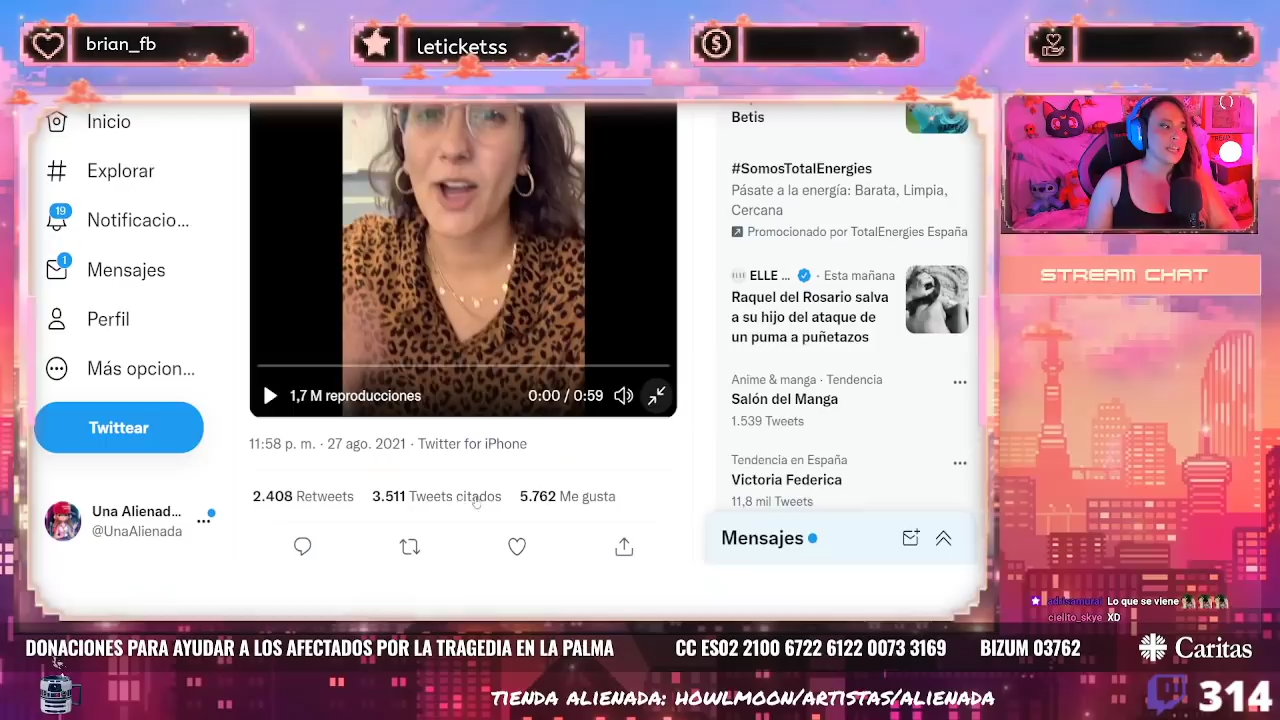 brian_fb
leticketss
Inicio
Explorar
19
Notificacio...
1
Mensajes
Perfil
Más opcion...
Twittear
Una Alienad...
@UnaAlienada
1,7 M reproducciones
0:00 / 0:59
11:58 p. m. · 27 ago. 2021 · Twitter for iPhone
2.408 Retweets 3.511 Tweets citados 5.762 Me gusta
Betis
#SomosTotalEnergies
Pásate a la energía: Barata, Limpia,
Cercana
Promocionado por TotalEnergies España
ELLE ... · Esta mañana
Raquel del Rosario salva
a su hijo del ataque de
un puma a puñetazos
Anime & manga · Tendencia
Salón del Manga
1.539 Tweets
Tendencia en España
Victoria Federica
11,8 mil Tweets
Mensajes
STREAM CHAT
adrisamurai Lo que se viene
cielito_skye XD
DONACIONES PARA AYUDAR A LOS AFECTADOS POR LA TRAGEDIA EN LA PALMA
CC ES02 2100 6722 6122 0073 3169
BIZUM 03762
Caritas
TIENDA ALIENADA: HOWLMOON/ARTISTAS/ALIENADA
314